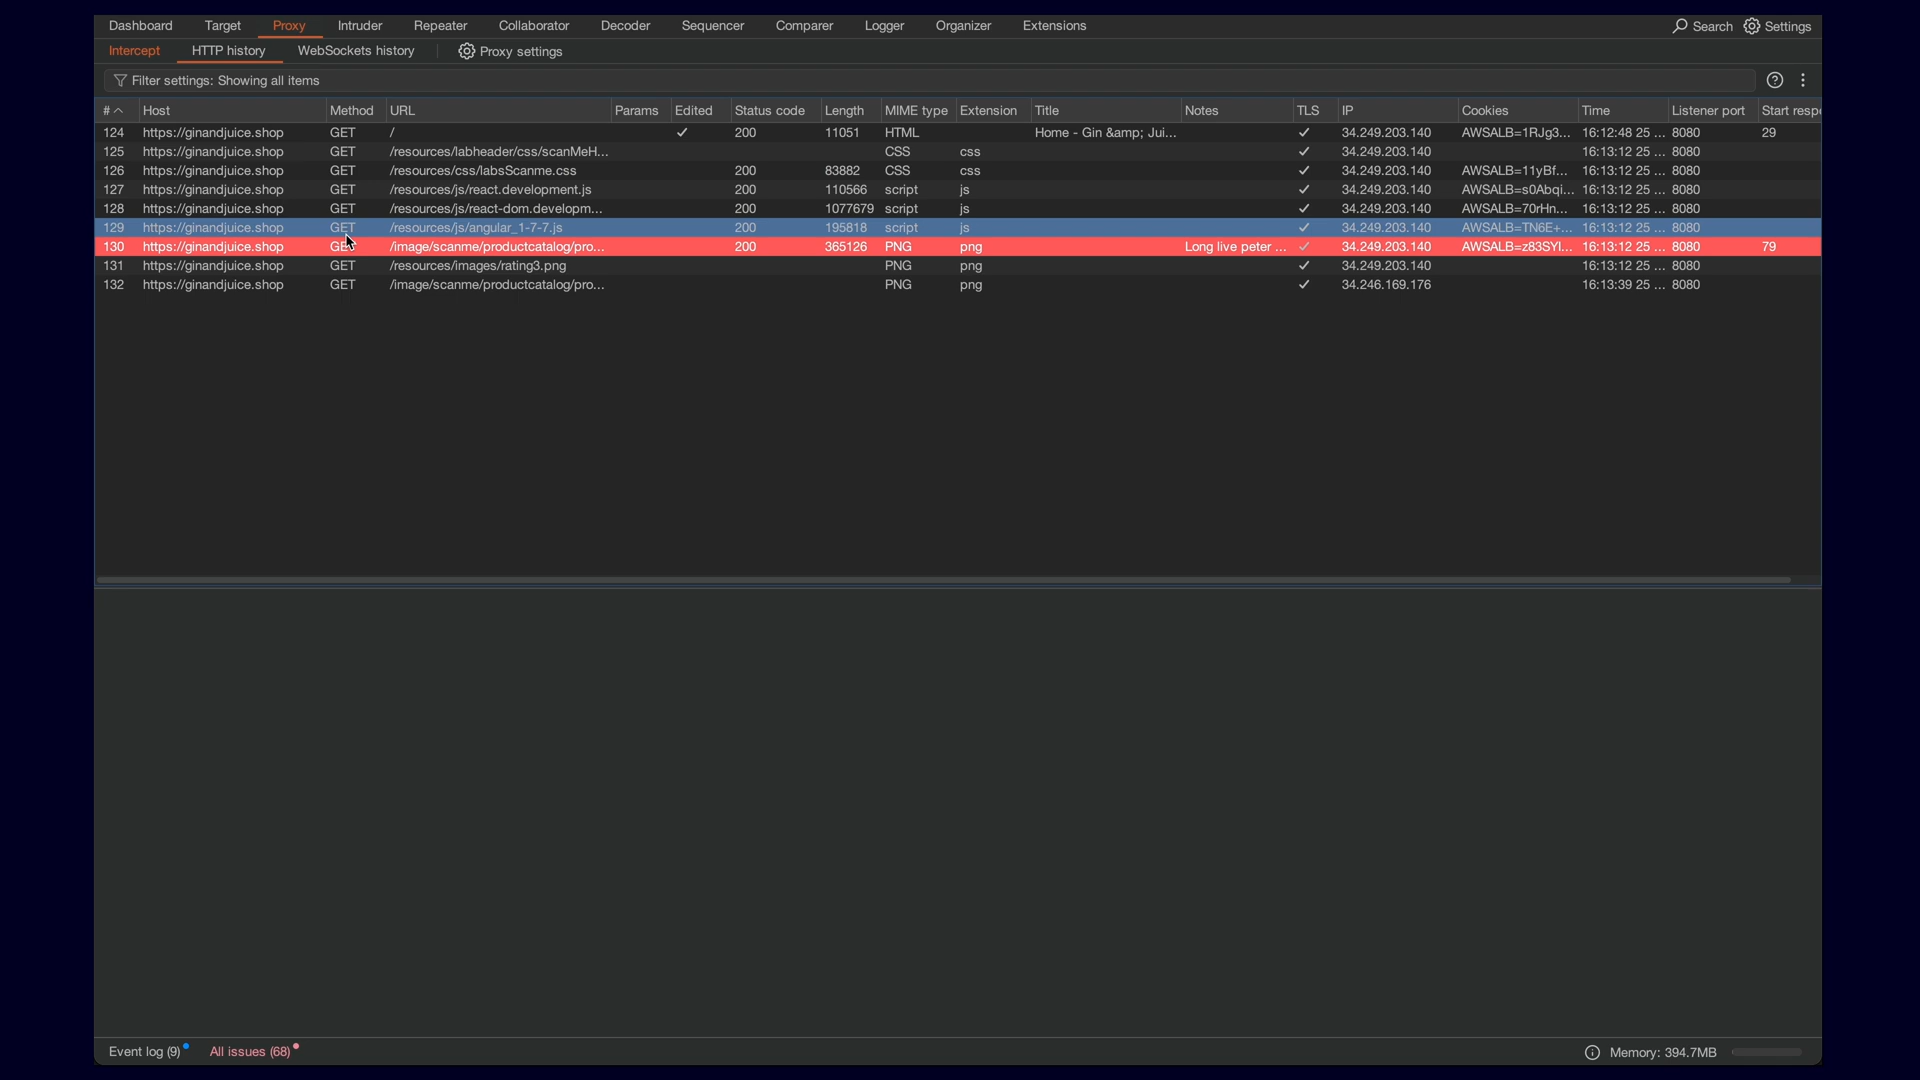 Dashboard Target Proxy Intruder Repeater Collaborator Decoder Sequencer Comparer Logger Organizer Extensions Search Settings
Intercept HTTP history WebSockets history Proxy settings
Filter settings: Showing all items
# Host Method URL Params Edited Status code Length MIME type Extension Title Notes TLS IP Cookies Time Listener port Start resp
124 https://ginandjuice.shop GET / ✓ 200 11051 HTML Home - Gin &amp; Jui... ✓ 34.249.203.140 AWSALB=1RJg3... 16:12:48 25 ... 8080 29
125 https://ginandjuice.shop GET /resources/labheader/css/scanMeH... CSS css ✓ 34.249.203.140 16:13:12 25 ... 8080
126 https://ginandjuice.shop GET /resources/css/labsScanme.css 200 83882 CSS css ✓ 34.249.203.140 AWSALB=11yBf... 16:13:12 25 ... 8080
127 https://ginandjuice.shop GET /resources/js/react.development.js 200 110566 script js ✓ 34.249.203.140 AWSALB=s0Abqi... 16:13:12 25 ... 8080
128 https://ginandjuice.shop GET /resources/js/react-dom.developm... 200 1077679 script js ✓ 34.249.203.140 AWSALB=70rHn... 16:13:12 25 ... 8080
129 https://ginandjuice.shop GET /resources/js/angular_1-7-7.js 200 195818 script js ✓ 34.249.203.140 AWSALB=TN6E+... 16:13:12 25 ... 8080
130 https://ginandjuice.shop GET /image/scanme/productcatalog/pro... 200 365126 PNG png Long live peter ... ✓ 34.249.203.140 AWSALB=z83SYl... 16:13:12 25 ... 8080 79
131 https://ginandjuice.shop GET /resources/images/rating3.png PNG png ✓ 34.249.203.140 16:13:12 25 ... 8080
132 https://ginandjuice.shop GET /image/scanme/productcatalog/pro... PNG png ✓ 34.246.169.176 16:13:39 25 ... 8080
Event log (9) All issues (68) Memory: 394.7MB